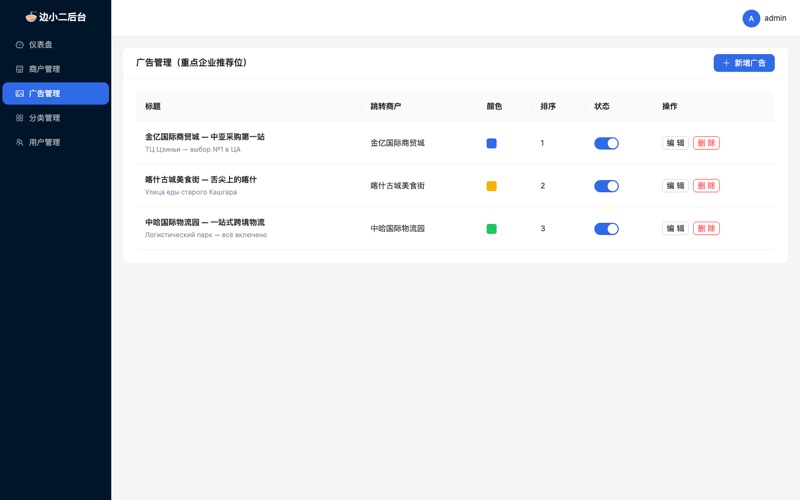 边小二后台
admin
A
仪表盘
商户管理
广告管理
分类管理
用户管理
广告管理（重点企业推荐位）
新增广告
标题 跳转商户 颜色 排序 状态 操作
金亿国际商贸城 — 中亚采购第一站
ТЦ Цзиньи — выбор №1 в ЦА
金亿国际商贸城 1 编 辑 删 除
喀什古城美食街 — 舌尖上的喀什
Улица еды старого Кашгара
喀什古城美食街 2 编 辑 删 除
中哈国际物流园 — 一站式跨境物流
Логистический парк — всё включено
中哈国际物流园 3 编 辑 删 除